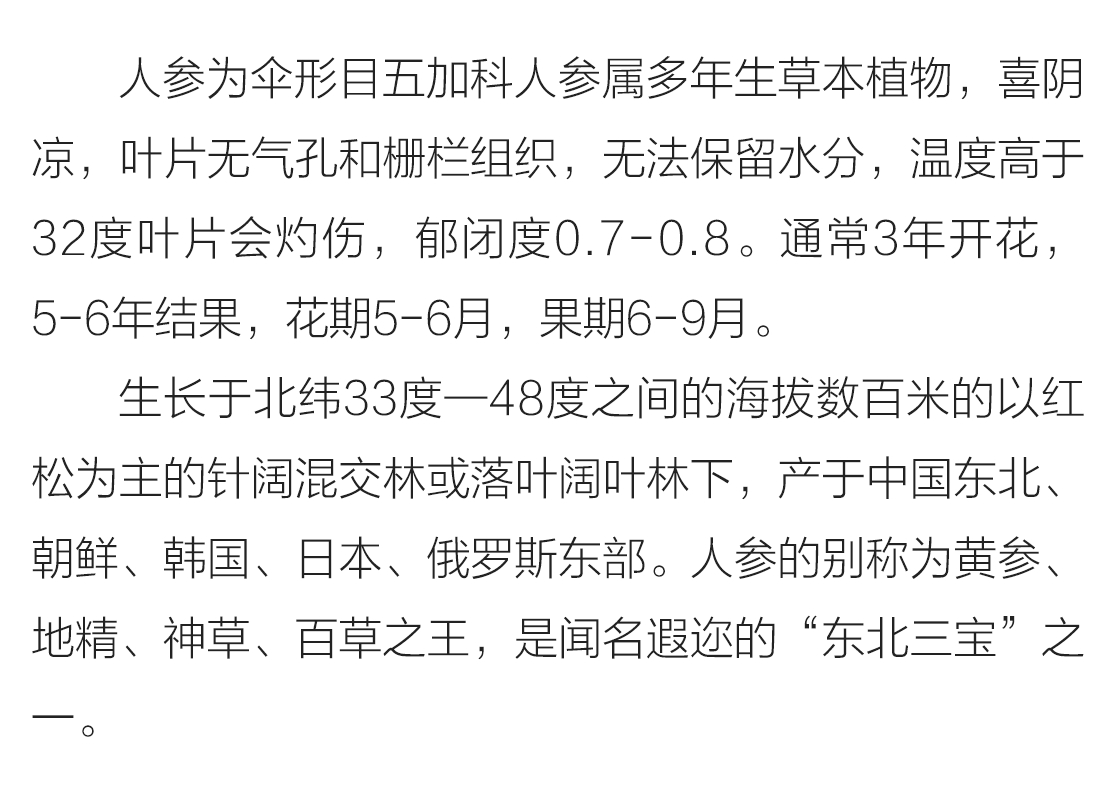 人参为伞形目五加科人参属多年生草本植物，喜阴
凉，叶片无气孔和栅栏组织，无法保留水分，温度高于
32度叶片会灼伤，郁闭度0.7-0.8。通常3年开花，
5-6年结果，花期5-6月，果期6-9月。
生长于北纬33度—48度之间的海拔数百米的以红
松为主的针阔混交林或落叶阔叶林下，产于中国东北、
朝鲜、韩国、日本、俄罗斯东部。人参的别称为黄参、
地精、神草、百草之王，是闻名遐迩的“东北三宝”之
一。